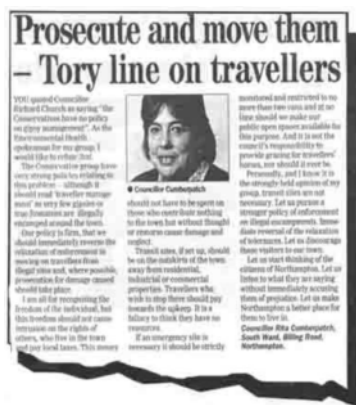 Prosecute and move them
– Tory line on travellers
YOU quoted Councillor
Richard Church as saying "the
Conservatives have no policy
on gipsy management". As the
Environmental Health
spokesman for my group, I
would like to refute that.
The Conservative group have
very strong policies relating to
this problem – although it
should read 'traveller manage-
ment' as very few gipsies or
true Romanies are illegally
encamped around the town.
Our policy is firm, that we
should immediately reverse the
relaxation of enforcement in
moving on travellers from
illegal sites and, where possible,
prosecution for damage caused
should take place.
I am all for recognising the
freedom of the individual, but
this freedom should not cause
intrusion on the rights of
others, who live in the town
and pay local taxes. This money
● Councillor Cumberpatch
should not have to be spent on
those who contribute nothing
to the town but without thought
or remorse cause damage and
neglect.
Transit sites, if set up, should
be on the outskirts of the town
away from residential,
industrial or commercial
properties. Travellers who
wish to stop there should pay
towards the upkeep. It is a
fallacy to think they have no
resources.
If an emergency site is
necessary it should be strictly
monitored and restricted to no
more than two vans and at no
time should we make our
public open spaces available for
this purpose. And it is not the
council's responsibility to
provide grazing for travellers'
horses, nor should it ever be.
Personally, and I know it is
the strongly held opinion of my
group, transit sites are not
necessary. Let us pursue a
stronger policy of enforcement
on illegal encampments. Imme-
diate reversal of the relaxation
of tolerances. Let us discourage
these visitors to our town.
Let us start thinking of the
citizens of Northampton. Let us
listen to what they are saying
without immediately accusing
them of prejudice. Let us make
Northampton a better place for
them to live in.
Councillor Rita Cumberpatch,
South Ward, Billing Road,
Northampton.